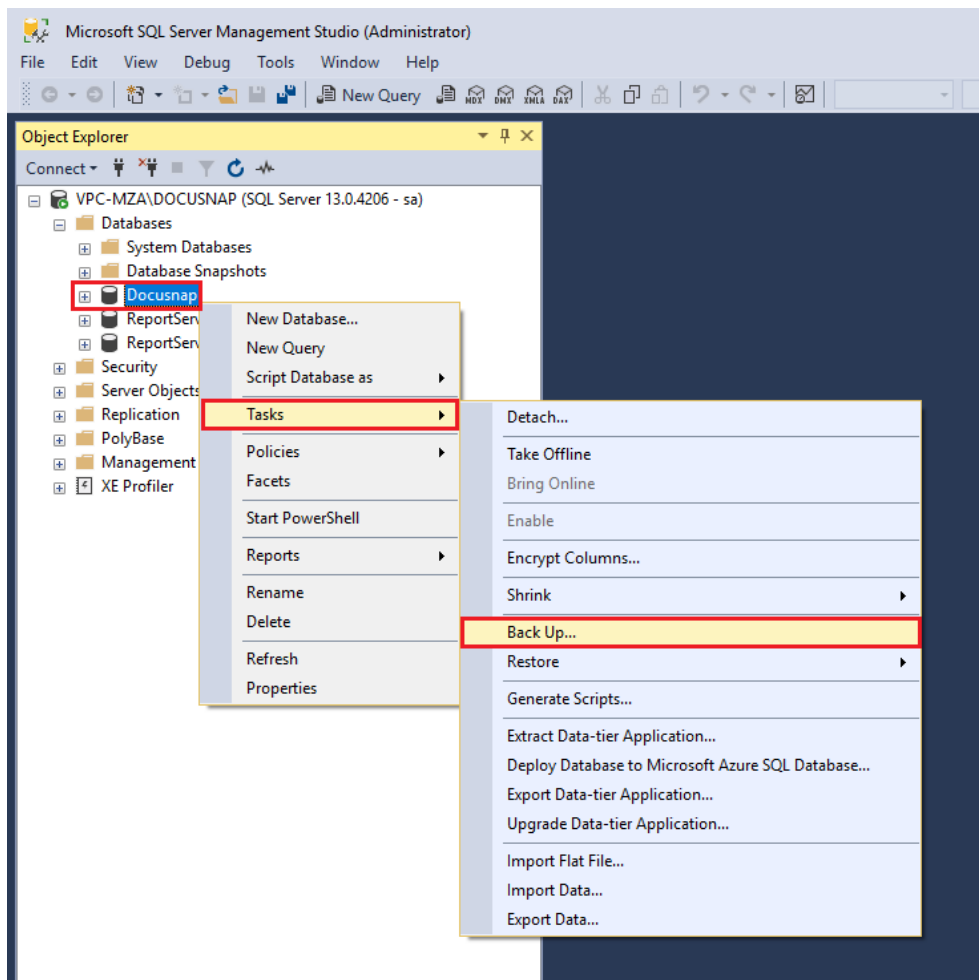 Microsoft SQL Server Management Studio (Administrator)
File Edit View Debug Tools Window Help
New Query MDX DMX XMLA DAX
Object Explorer
Connect
VPC-MZA\DOCUSNAP (SQL Server 13.0.4206 - sa)
Databases
System Databases
Database Snapshots
Docusnap
ReportServ
ReportServ
Security
Server Objects
Replication
PolyBase
Management
XE Profiler
New Database...
New Query
Script Database as
Tasks
Policies
Facets
Start PowerShell
Reports
Rename
Delete
Refresh
Properties
Detach...
Take Offline
Bring Online
Enable
Encrypt Columns...
Shrink
Back Up...
Restore
Generate Scripts...
Extract Data-tier Application...
Deploy Database to Microsoft Azure SQL Database...
Export Data-tier Application...
Upgrade Data-tier Application...
Import Flat File...
Import Data...
Export Data...